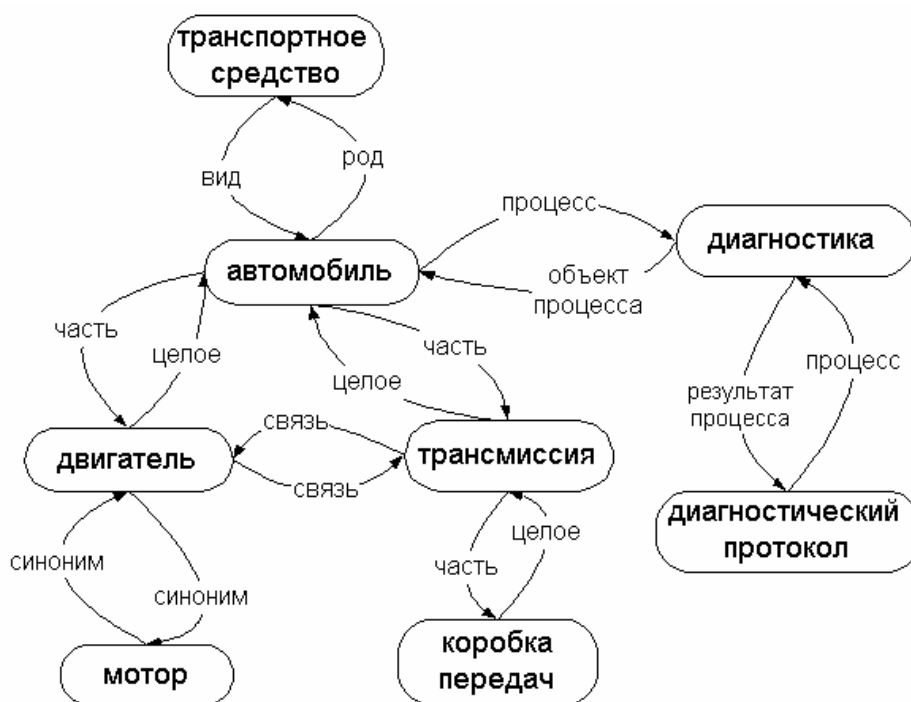 транспортное
средство
вид
род
процесс
диагностика
автомобиль
объект
процесса
часть
целое
часть
целое
процесс
результат
процесса
связь
двигатель
трансмиссия
связь
диагностический
протокол
целое
синоним
часть
синоним
коробка
передач
мотор